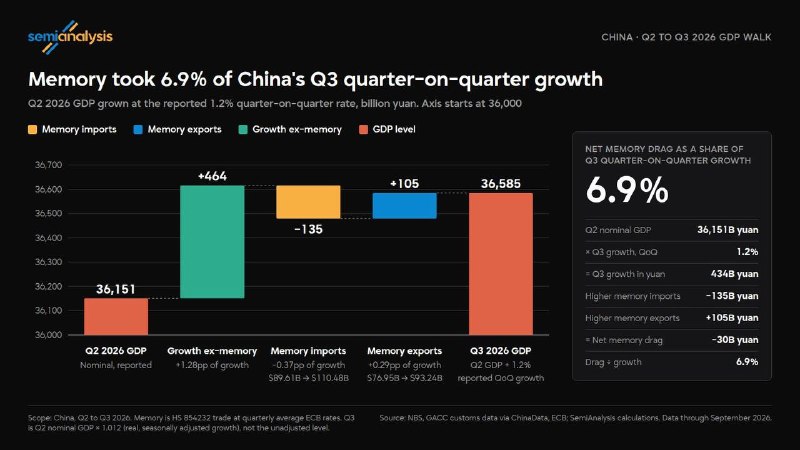 semianalysis
CHINA · Q2 TO Q3 2026 GDP WALK
Memory took 6.9% of China's Q3 quarter-on-quarter growth
Q2 2026 GDP grown at the reported 1.2% quarter-on-quarter rate, billion yuan. Axis starts at 36,000
Memory imports
Memory exports
Growth ex-memory
GDP level
36,700
36,600
36,500
36,400
36,300
36,200
36,100
36,000
36,151
+464
-135
+105
36,585
Q2 2026 GDP
Nominal, reported
Growth ex-memory
+1.28pp of growth
Memory imports
-0.37pp of growth
$89.61B → $110.48B
Memory exports
+0.29pp of growth
$76.95B → $93.24B
Q3 2026 GDP
Q2 GDP + 1.2%
reported QoQ growth
NET MEMORY DRAG AS A SHARE OF
Q3 QUARTER-ON-QUARTER GROWTH
6.9%
Q2 nominal GDP 36,151B yuan
× Q3 growth, QoQ 1.2%
= Q3 growth in yuan 434B yuan
Higher memory imports -135B yuan
Higher memory exports +105B yuan
= Net memory drag -30B yuan
Drag ÷ growth 6.9%
Scope: China, Q2 to Q3 2026. Memory is HS 854232 trade at quarterly average ECB rates. Q3
is Q2 nominal GDP × 1.012 (real, seasonally adjusted growth), not the unadjusted level.
Source: NBS, GACC customs data via ChinaData, ECB; SemiAnalysis calculations. Data through September 2026.